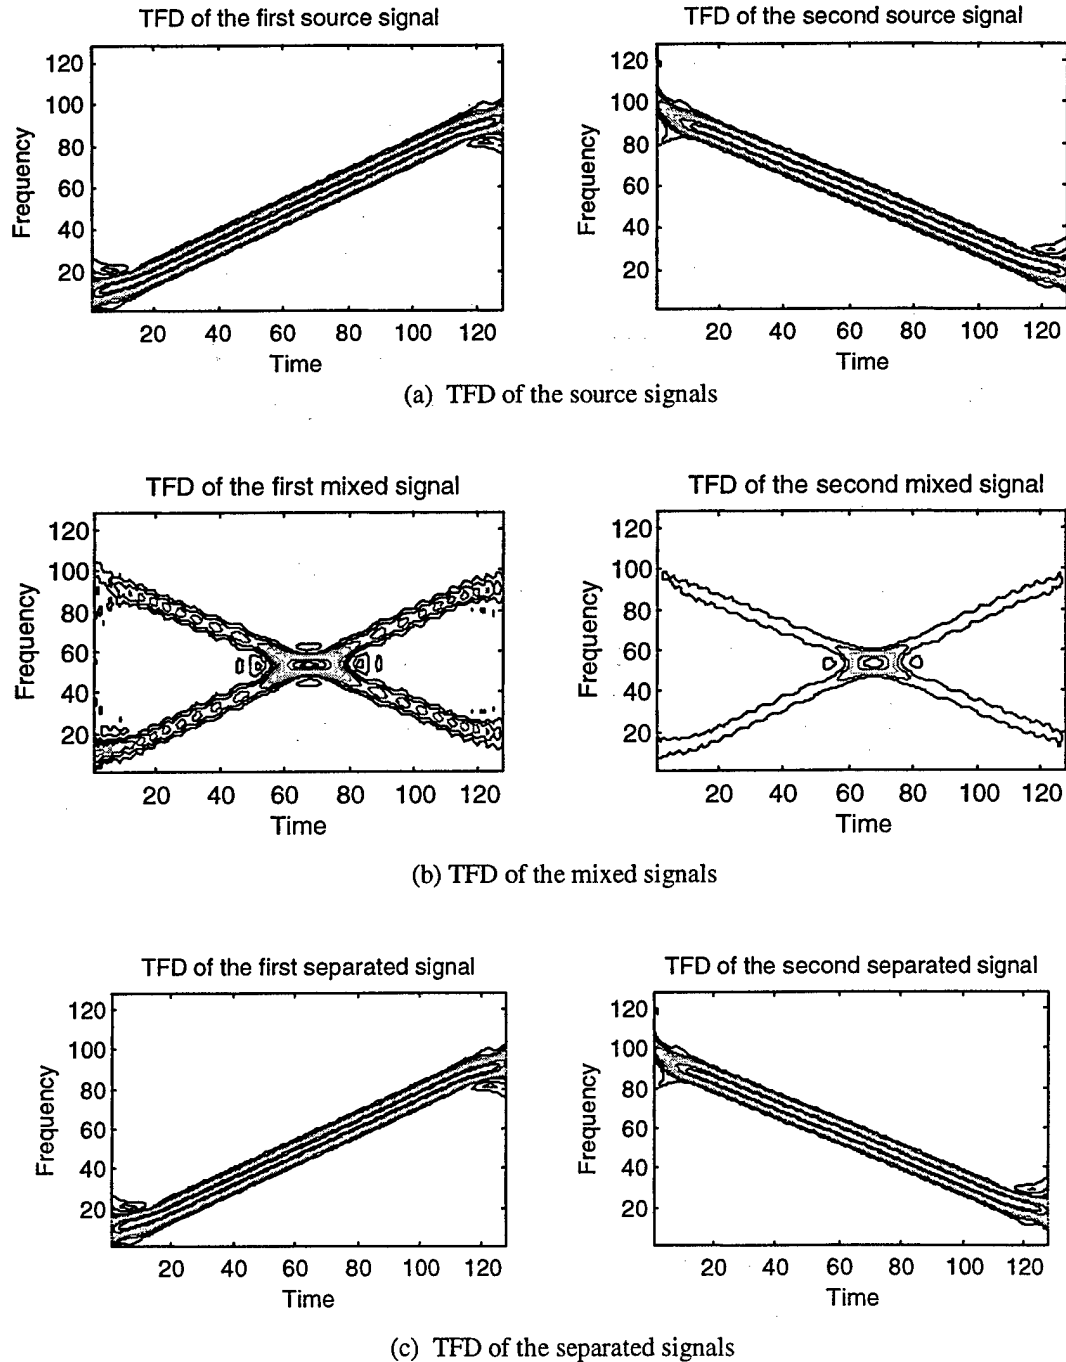 TFD of the first source signal
TFD of the second source signal
120
100
80
60
40
20
Frequency
20 40 60 80 100 120
Time
120
100
80
60
40
20
Frequency
20 40 60 80 100 120
Time
(a) TFD of the source signals
TFD of the first mixed signal
TFD of the second mixed signal
120
100
80
60
40
20
Frequency
20 40 60 80 100 120
Time
120
100
80
60
40
20
Frequency
20 40 60 80 100 120
Time
(b) TFD of the mixed signals
TFD of the first separated signal
TFD of the second separated signal
120
100
80
60
40
20
Frequency
20 40 60 80 100 120
Time
120
100
80
60
40
20
Frequency
20 40 60 80 100 120
Time
(c) TFD of the separated signals